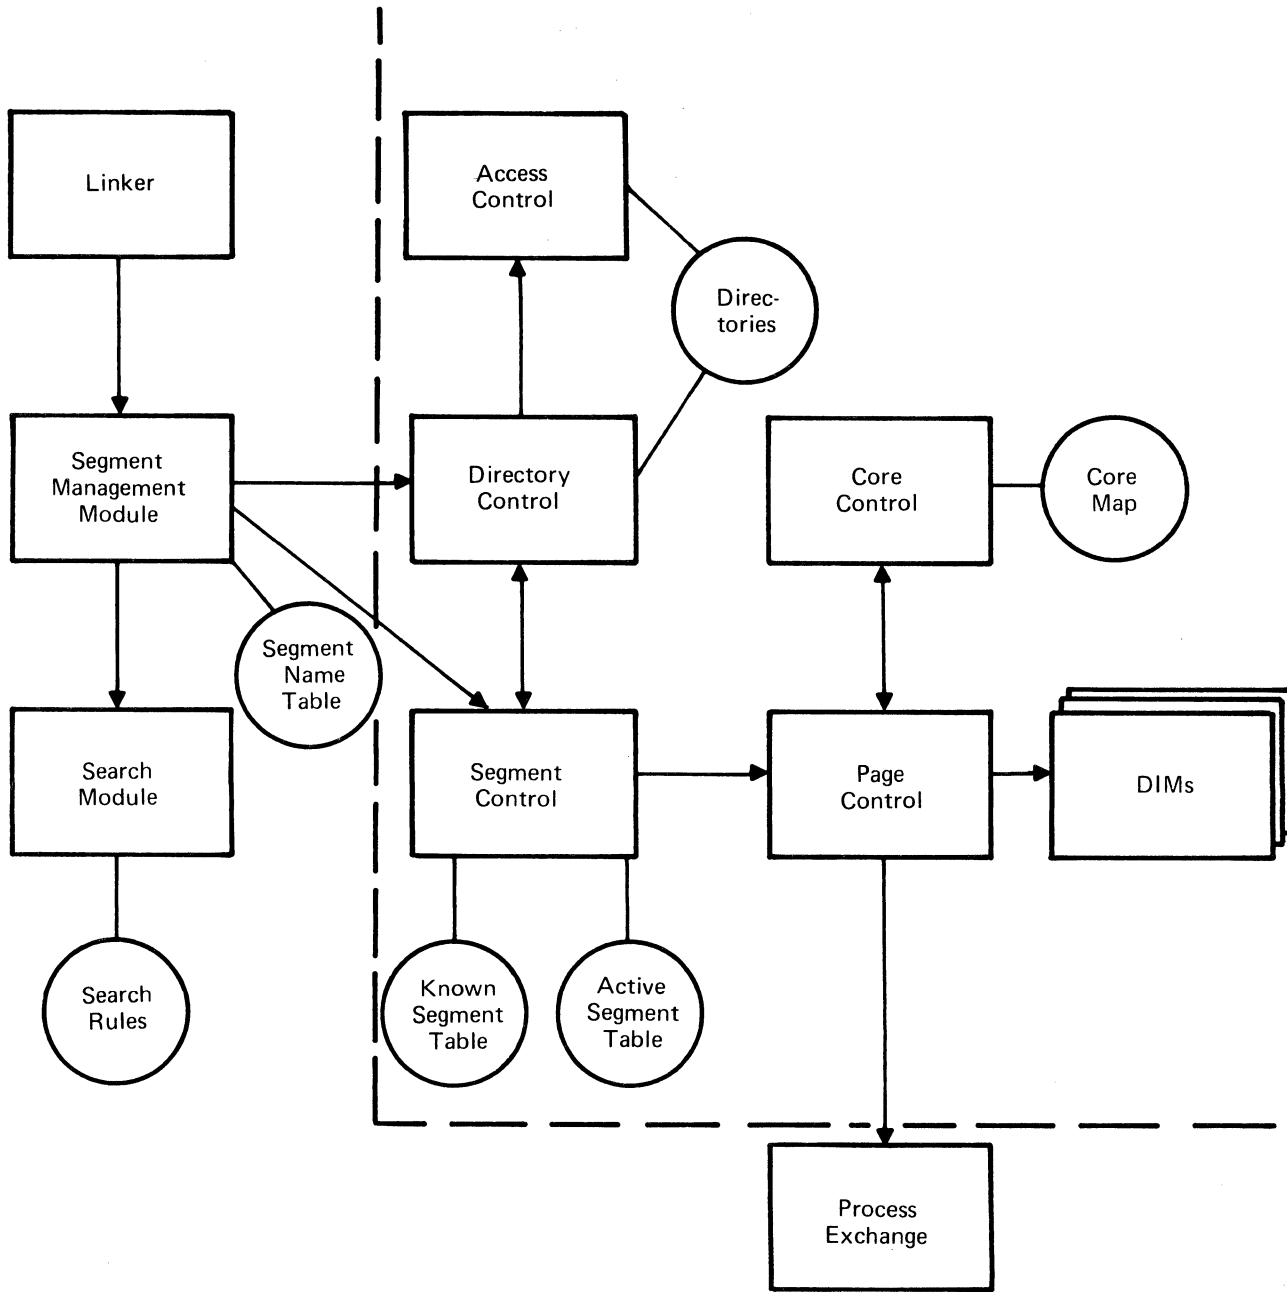 Linker
Access
Control
Direc-
tories
Segment
Management
Module
Directory
Control
Core
Control
Core
Map
Segment
Name
Table
Search
Module
Segment
Control
Page
Control
DIMs
Search
Rules
Known
Segment
Table
Active
Segment
Table
Process
Exchange